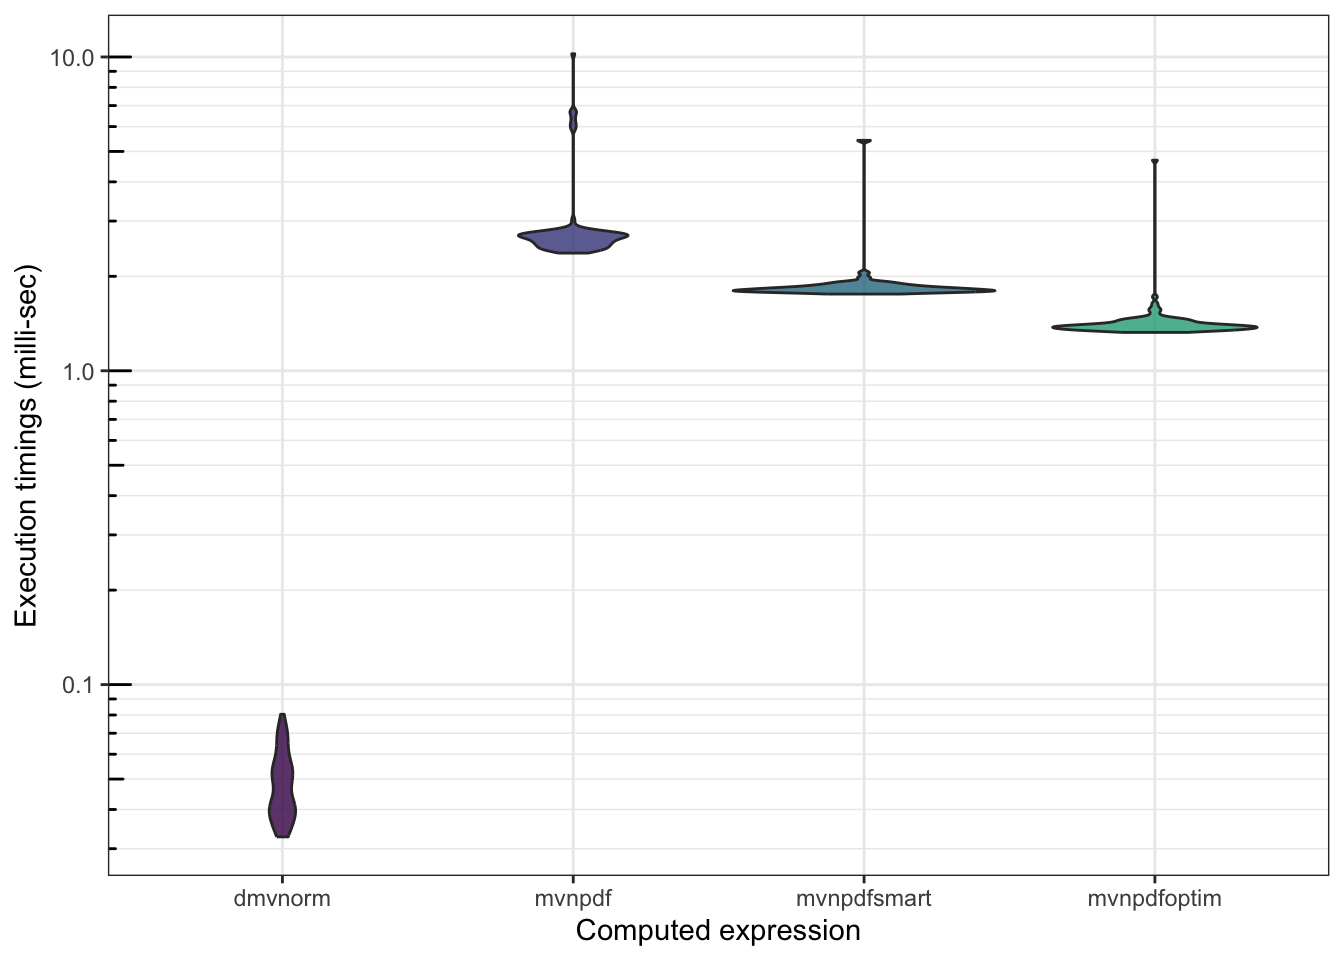 Execution timings (milli-sec)
10.0
1.0
0.1
dmvnorm
mvnpdf
mvnpdfsmart
mvnpdfoptim
Computed expression